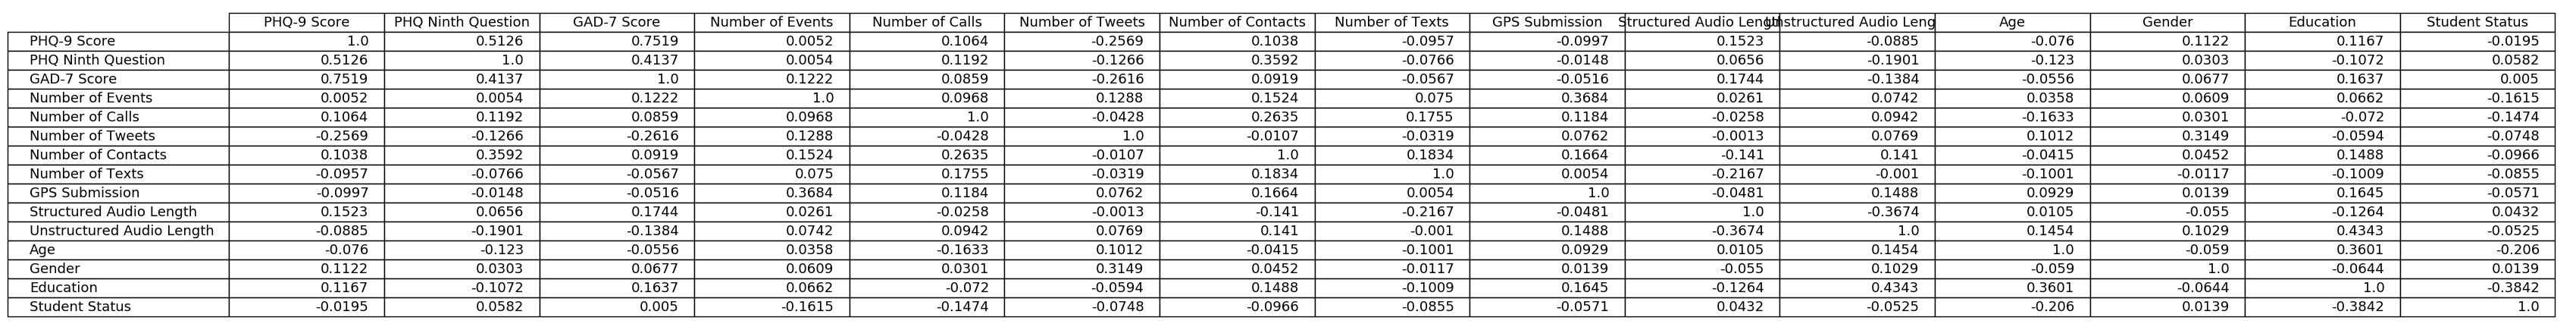 PHQ-9 Score PHQ Ninth Question GAD-7 Score Number of Events Number of Calls Number of Tweets Number of Contacts Number of Texts GPS Submission Structured Audio Length Unstructured Audio Leng Age Gender Education Student Status
PHQ-9 Score 1.0 0.5126 0.7519 0.0052 0.1064 -0.2569 0.1038 -0.0957 -0.0997 0.1523 -0.0885 -0.076 0.1122 0.1167 -0.0195
PHQ Ninth Question 0.5126 1.0 0.4137 0.0054 0.1192 -0.1266 0.3592 -0.0766 -0.0148 0.0656 -0.1901 -0.123 0.0303 -0.1072 0.0582
GAD-7 Score 0.7519 0.4137 1.0 0.1222 0.0859 -0.2616 0.0919 -0.0567 -0.0516 0.1744 -0.1384 -0.0556 0.0677 0.1637 0.005
Number of Events 0.0052 0.0054 0.1222 1.0 0.0968 0.1288 0.1524 0.075 0.3684 0.0261 0.0742 0.0358 0.0609 0.0662 -0.1615
Number of Calls 0.1064 0.1192 0.0859 0.0968 1.0 -0.0428 0.2635 0.1755 0.1184 -0.0258 0.0942 -0.1633 0.0301 -0.072 -0.1474
Number of Tweets -0.2569 -0.1266 -0.2616 0.1288 -0.0428 1.0 -0.0107 -0.0319 0.0762 -0.0013 0.0769 0.1012 0.3149 -0.0594 -0.0748
Number of Contacts 0.1038 0.3592 0.0919 0.1524 0.2635 -0.0107 1.0 0.1834 0.1664 -0.141 0.141 -0.0415 0.0452 0.1488 -0.0966
Number of Texts -0.0957 -0.0766 -0.0567 0.075 0.1755 -0.0319 0.1834 1.0 0.0054 -0.2167 -0.001 -0.1001 -0.0117 -0.1009 -0.0855
GPS Submission -0.0997 -0.0148 -0.0516 0.3684 0.1184 0.0762 0.1664 0.0054 1.0 -0.0481 0.1488 0.0929 0.0139 0.1645 -0.0571
Structured Audio Length 0.1523 0.0656 0.1744 0.0261 -0.0258 -0.0013 -0.141 -0.2167 -0.0481 1.0 -0.3674 0.0105 -0.055 -0.1264 0.0432
Unstructured Audio Length -0.0885 -0.1901 -0.1384 0.0742 0.0942 0.0769 0.141 -0.001 0.1488 -0.3674 1.0 0.1454 0.1029 0.4343 -0.0525
Age -0.076 -0.123 -0.0556 0.0358 -0.1633 0.1012 -0.0415 -0.1001 0.0929 0.0105 0.1454 1.0 -0.059 0.3601 -0.206
Gender 0.1122 0.0303 0.0677 0.0609 0.0301 0.3149 0.0452 -0.0117 0.0139 -0.055 0.1029 -0.059 1.0 -0.0644 0.0139
Education 0.1167 -0.1072 0.1637 0.0662 -0.072 -0.0594 0.1488 -0.1009 0.1645 -0.1264 0.4343 0.3601 -0.0644 1.0 -0.3842
Student Status -0.0195 0.0582 0.005 -0.1615 -0.1474 -0.0748 -0.0966 -0.0855 -0.0571 0.0432 -0.0525 -0.206 0.0139 -0.3842 1.0